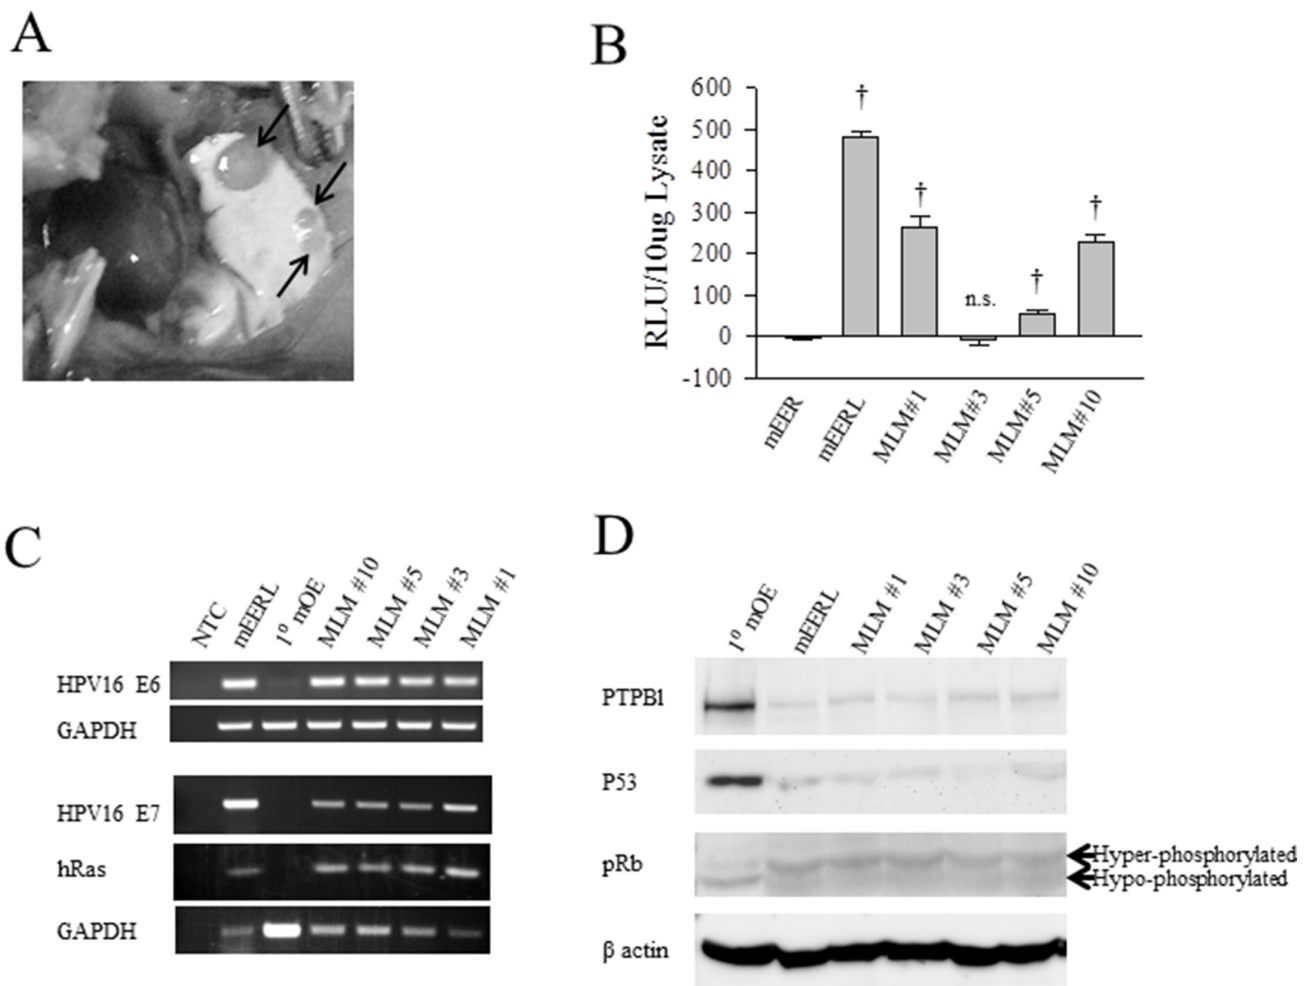 A
B
RLU/10ug Lysate
600
500
400
300
200
100
0
-100
†
†
n.s.
†
†
mEER
mEERL
MLM#1
MLM#3
MLM#5
MLM#10
C
NTC
mEERL
1º mOE
MLM #10
MLM #5
MLM #3
MLM #1
HPV16 E6
GAPDH
HPV16 E7
hRas
GAPDH
D
1º mOE
mEERL
MLM #1
MLM #3
MLM #5
MLM #10
PTPB1
P53
pRb
Hyper-phosphorylated
Hypo-phosphorylated
β actin